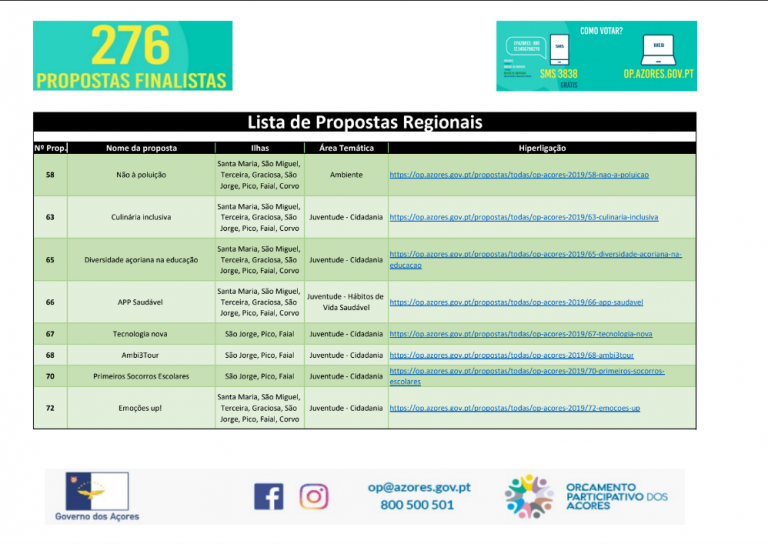 276
PROPOSTAS FINALISTAS
COMO VOTAR?
SMS 3838
GRÁTIS
OP.AZORES.GOV.PT
Lista de Propostas Regionais
Nº Prop. Nome da proposta Ilhas Área Temática Hiperligação
58 Não à poluição Santa Maria, São Miguel, Terceira, Graciosa, São Jorge, Pico, Faial, Corvo Ambiente https://op.azores.gov.pt/propostas/todas/op-acores-2019/58-nao-a-poluicao
63 Culinária inclusiva Santa Maria, São Miguel, Terceira, Graciosa, São Jorge, Pico, Faial, Corvo Juventude - Cidadania https://op.azores.gov.pt/propostas/todas/op-acores-2019/63-culinaria-inclusiva
65 Diversidade açoriana na educação Santa Maria, São Miguel, Terceira, Graciosa, São Jorge, Pico, Faial, Corvo Juventude - Cidadania https://op.azores.gov.pt/propostas/todas/op-acores-2019/65-diversidade-acoriana-na-educacao
66 APP Saudável Santa Maria, São Miguel, Terceira, Graciosa, São Jorge, Pico, Faial, Corvo Juventude - Hábitos de Vida Saudável https://op.azores.gov.pt/propostas/todas/op-acores-2019/66-app-saudavel
67 Tecnologia nova São Jorge, Pico, Faial Juventude - Cidadania https://op.azores.gov.pt/propostas/todas/op-acores-2019/67-tecnologia-nova
68 Ambi3Tour São Jorge, Pico, Faial Juventude - Cidadania https://op.azores.gov.pt/propostas/todas/op-acores-2019/68-ambi3tour
70 Primeiros Socorros Escolares São Jorge, Pico, Faial Juventude - Cidadania https://op.azores.gov.pt/propostas/todas/op-acores-2019/70-primeiros-socorros-escolares
72 Emoções up! Santa Maria, São Miguel, Terceira, Graciosa, São Jorge, Pico, Faial, Corvo Juventude - Cidadania https://op.azores.gov.pt/propostas/todas/op-acores-2019/72-emocoes-up
Governo dos Açores
op@azores.gov.pt
800 500 501
ORÇAMENTO
PARTICIPATIVO DOS
AÇORES